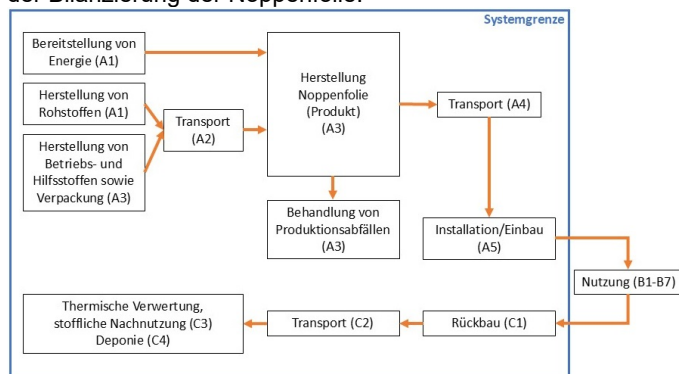 der Bilanzierung der Noppenfolie.
Systemgrenze
Bereitstellung von
Energie (A1)
Herstellung von
Rohstoffen (A1)
Herstellung von
Betriebs- und
Hilfsstoffen sowie
Verpackung (A3)
Transport
(A2)
Herstellung
Noppenfolie
(Produkt)
(A3)
Transport (A4)
Behandlung von
Produktionsabfällen
(A3)
Installation/Einbau
(A5)
Nutzung (B1-B7)
Rückbau (C1)
Transport (C2)
Thermische Verwertung,
stoffliche Nachnutzung (C3)
Deponie (C4)